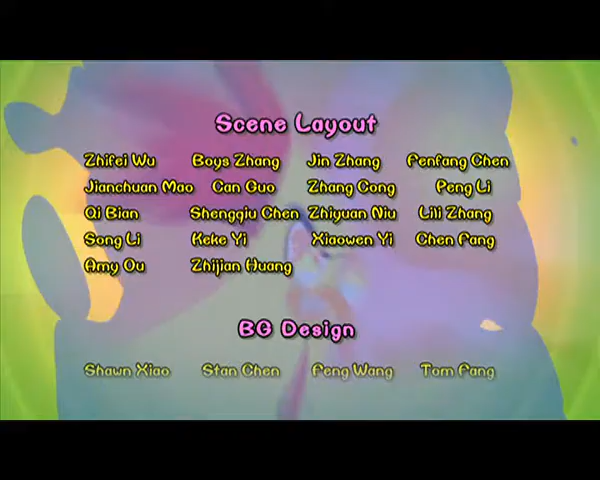 Scene Layout
Zhifei Wu Boys Zhang Jin Zhang Fenfang Chen
Jianchuan Mao Can Guo Zhang Cong Peng Li
Qi Bian Shengqiu Chen Zhiyuan Niu Lili Zhang
Song Li Keke Yi Xiaowen Yi Chen Fang
Amy Ou Zhijian Huang
BG Design
Shawn Xiao Stan Chen Feng Wang Tom Fang